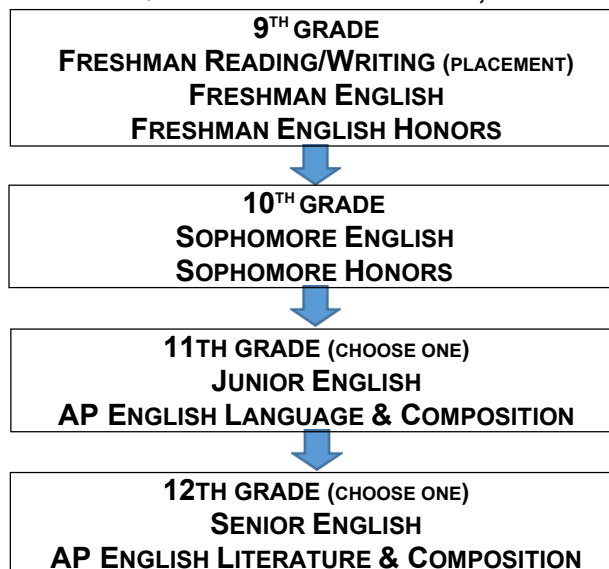 9TH GRADE
FRESHMAN READING/WRITING (PLACEMENT)
FRESHMAN ENGLISH
FRESHMAN ENGLISH HONORS
10TH GRADE
SOPHOMORE ENGLISH
SOPHOMORE HONORS
11TH GRADE (CHOOSE ONE)
JUNIOR ENGLISH
AP ENGLISH LANGUAGE & COMPOSITION
12TH GRADE (CHOOSE ONE)
SENIOR ENGLISH
AP ENGLISH LITERATURE & COMPOSITION